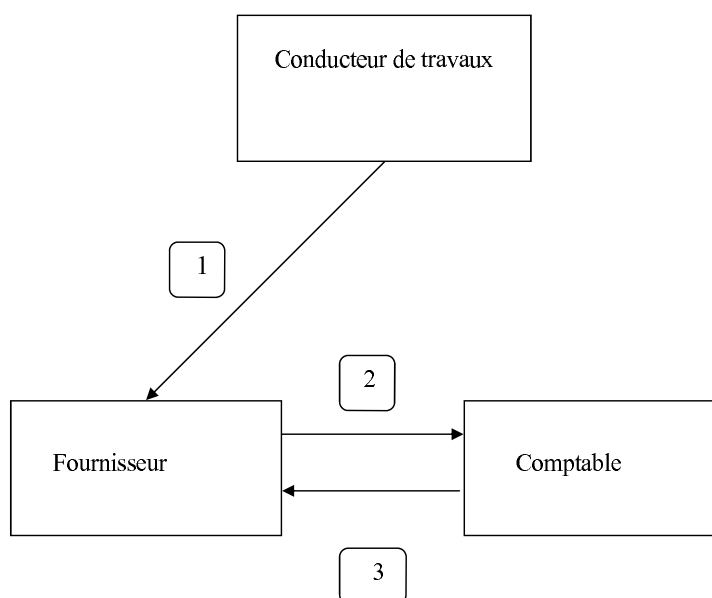 Conducteur de travaux
1
2
Fournisseur
Comptable
3